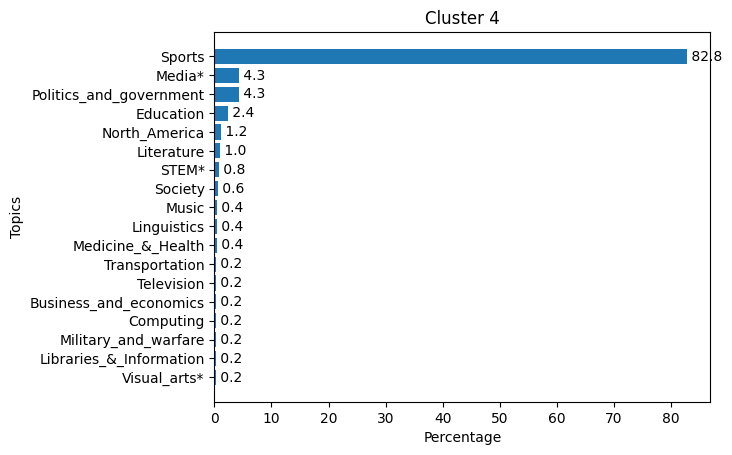 Cluster 4
Topics
Sports 82.8
Media* 4.3
Politics_and_government 4.3
Education 2.4
North_America 1.2
Literature 1.0
STEM* 0.8
Society 0.6
Music 0.4
Linguistics 0.4
Medicine_&_Health 0.4
Transportation 0.2
Television 0.2
Business_and_economics 0.2
Computing 0.2
Military_and_warfare 0.2
Libraries_&_Information 0.2
Visual_arts* 0.2
0 10 20 30 40 50 60 70 80
Percentage